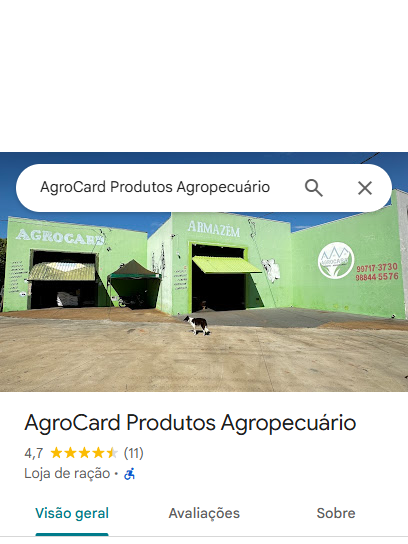 AgroCard Produtos Agropecuário
AGROCARD
ARMAZÉM
99717-3730
98844-5576
AgroCard Produtos Agropecuário
4,7 (11)
Loja de ração ·
Visão geral Avaliações Sobre